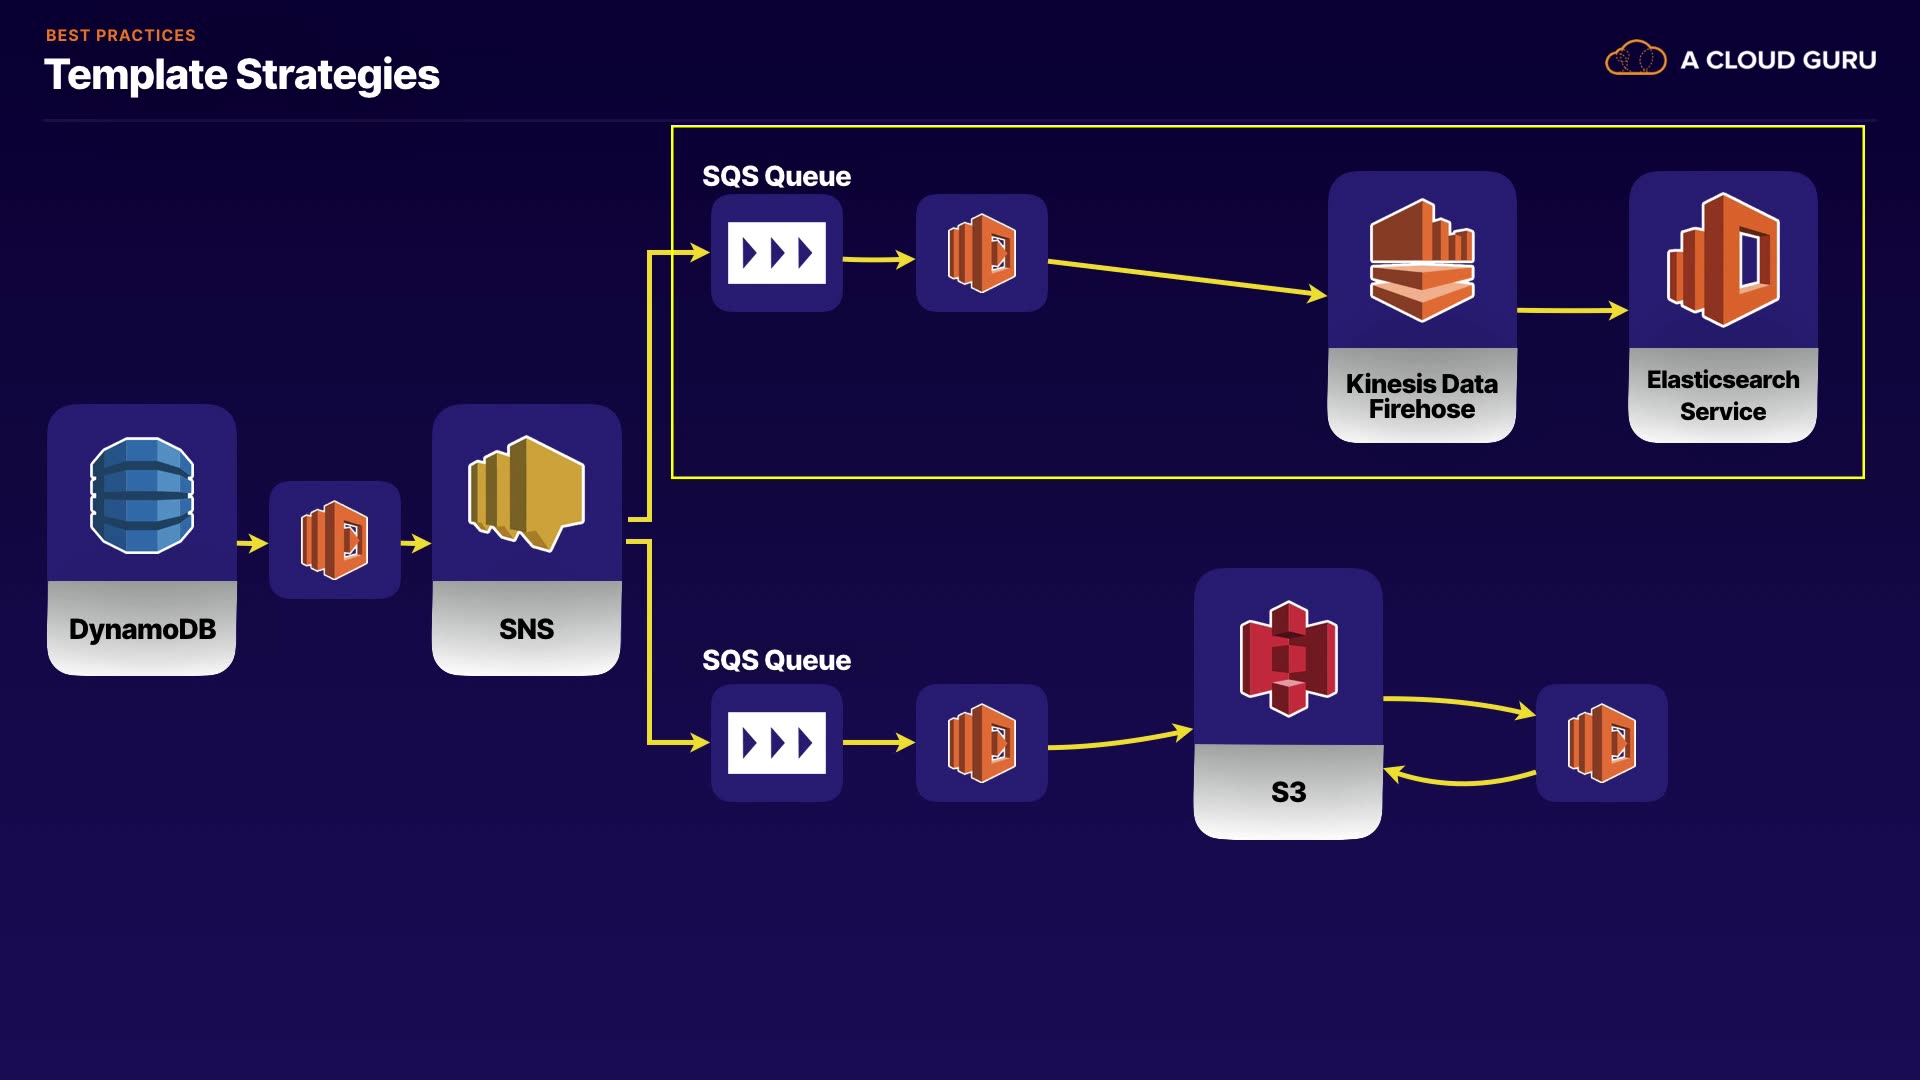 BEST PRACTICES
Template Strategies
A CLOUD GURU
SQS Queue
Kinesis Data
Firehose
Elasticsearch
Service
DynamoDB
SNS
SQS Queue
S3